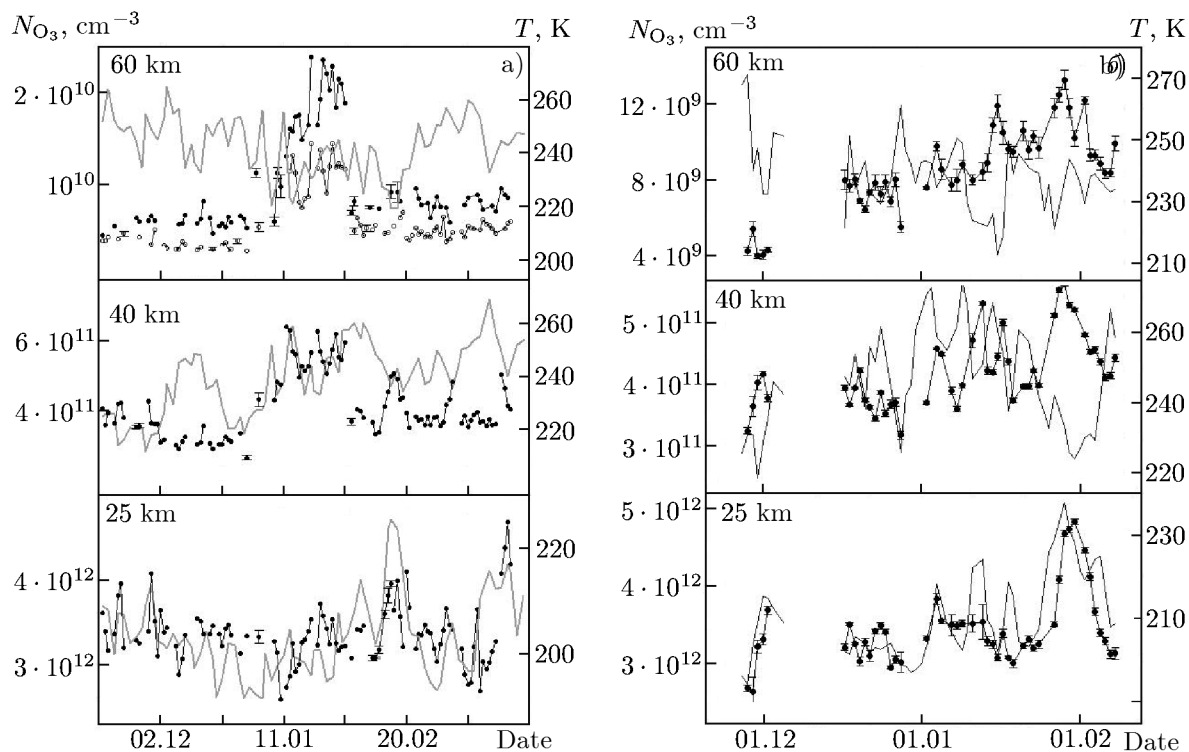 N_{O_3}, cm^{−3}
T, K
60 km
a)
2 · 10^{10}
10^{10}
260
240
220
200
40 km
6 · 10^{11}
4 · 10^{11}
260
240
220
25 km
4 · 10^{12}
3 · 10^{12}
220
200
02.12
11.01
20.02
Date
N_{O_3}, cm^{−3}
T, K
60 km
12 · 10^9
8 · 10^9
4 · 10^9
270
250
230
210
40 km
5 · 10^{11}
4 · 10^{11}
3 · 10^{11}
260
240
220
25 km
5 · 10^{12}
4 · 10^{12}
3 · 10^{12}
230
210
01.12
01.01
01.02
Date